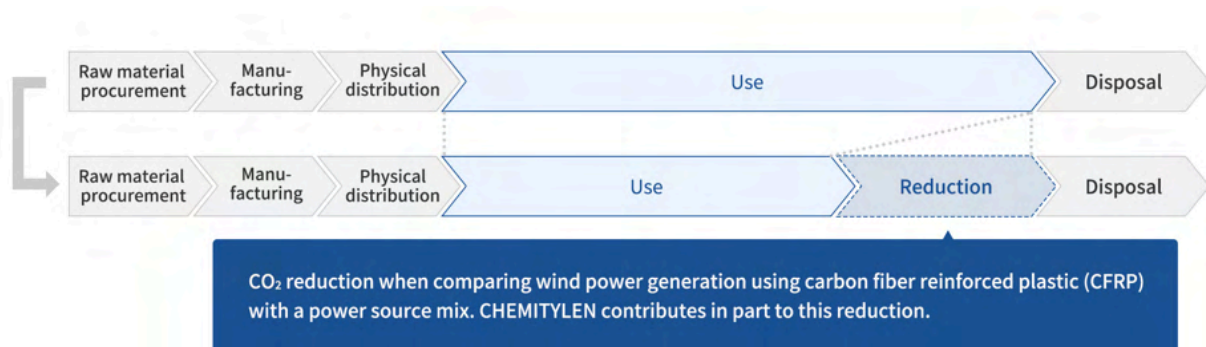 Raw material
procurement
Manu-
facturing
Physical
distribution
Use
Disposal
Raw material
procurement
Manu-
facturing
Physical
distribution
Use
Reduction
Disposal
CO₂ reduction when comparing wind power generation using carbon fiber reinforced plastic (CFRP)
with a power source mix. CHEMITYLEN contributes in part to this reduction.